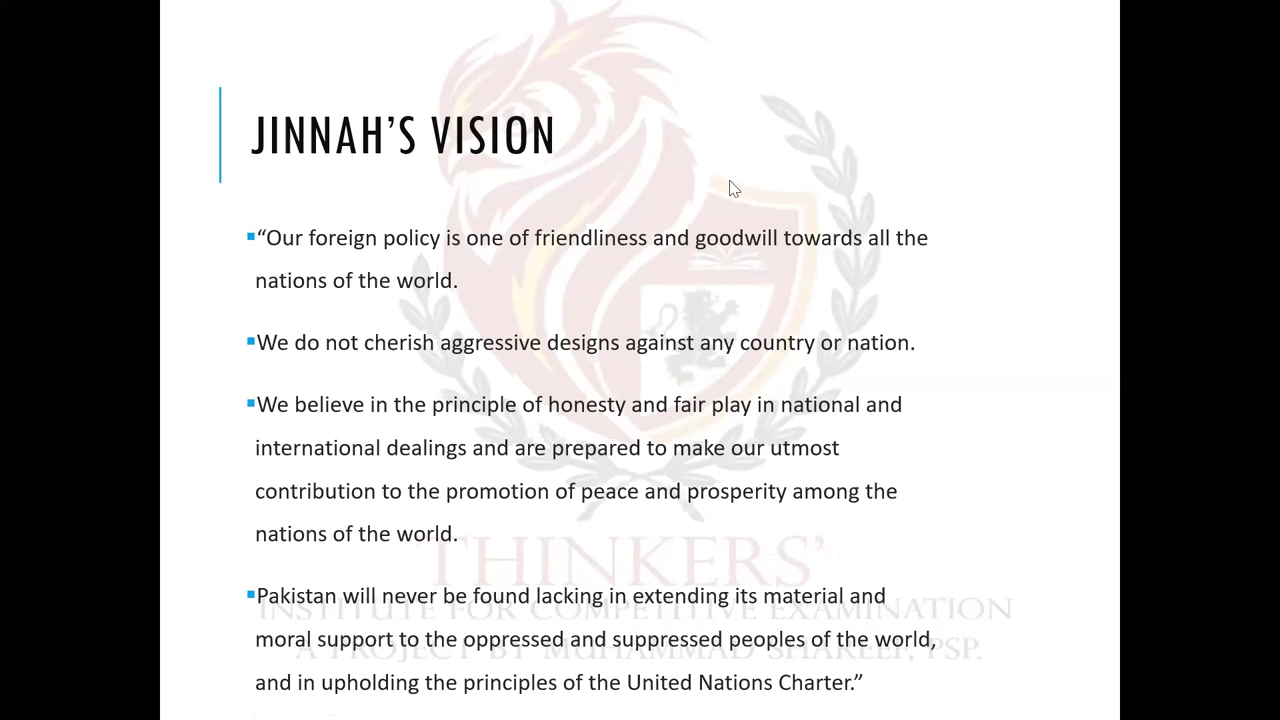 JINNAH’S VISION
▪“Our foreign policy is one of friendliness and goodwill towards all the
nations of the world.
▪We do not cherish aggressive designs against any country or nation.
▪We believe in the principle of honesty and fair play in national and
international dealings and are prepared to make our utmost
contribution to the promotion of peace and prosperity among the
nations of the world.
THINKERS’
▪Pakistan will never be found lacking in extending its material and
INSTITUTE FOR COMPETITIVE EXAMINATION
moral support to the oppressed and suppressed peoples of the world,
A PROJECT BY MUHAMMAD SHAREEF, PSP.
and in upholding the principles of the United Nations Charter.”